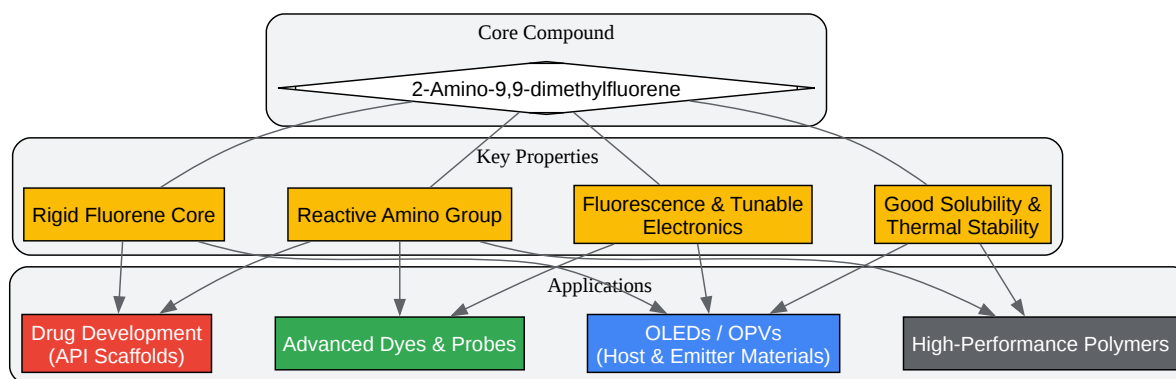 Core Compound
2-Amino-9,9-dimethylfluorene
Key Properties
Rigid Fluorene Core
Reactive Amino Group
Fluorescence & Tunable
Electronics
Good Solubility &
Thermal Stability
Applications
Drug Development
(API Scaffolds)
Advanced Dyes & Probes
OLEDs / OPVs
(Host & Emitter Materials)
High-Performance Polymers